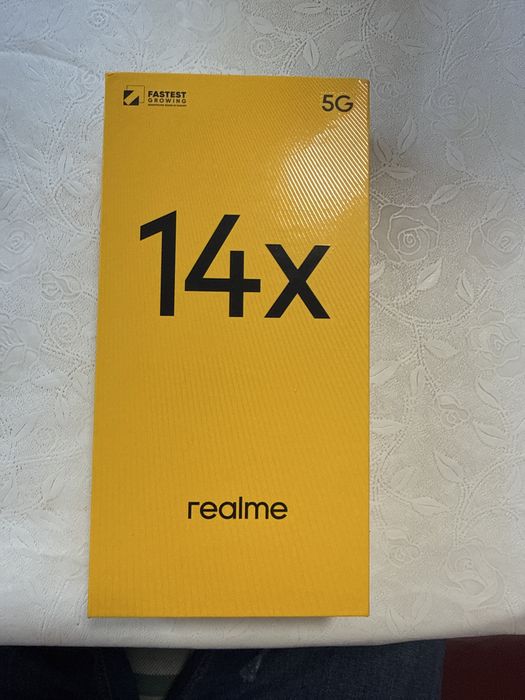 FASTEST
GROWING
5G
14x
realme